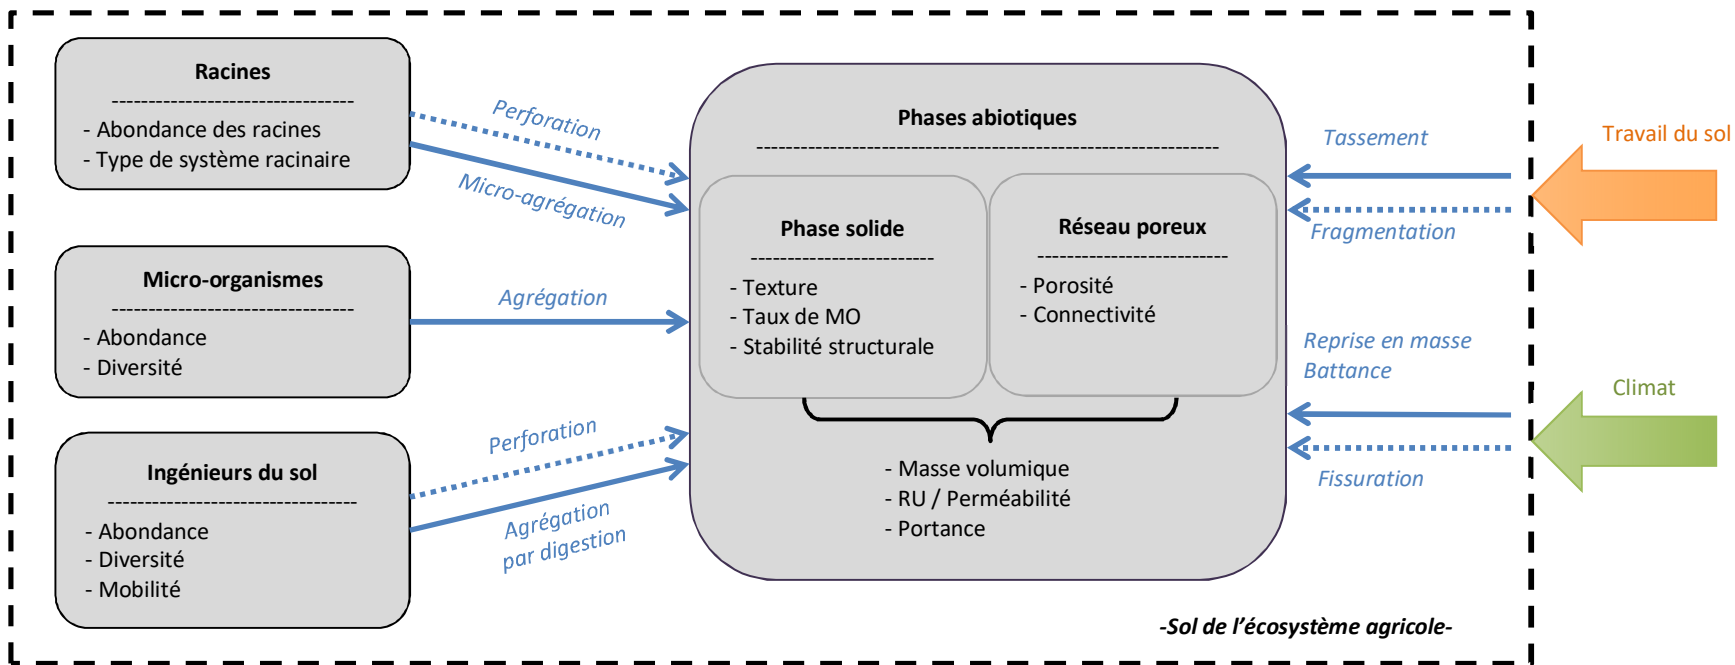 Racines
- Abondance des racines
- Type de système racinaire
Perforation
Micro-agrégation
Micro-organismes
- Abondance
- Diversité
Agrégation
Ingénieurs du sol
- Abondance
- Diversité
- Mobilité
Perforation
Agrégation
par digestion
Phases abiotiques
Phase solide
- Texture
- Taux de MO
- Stabilité structurale
Réseau poreux
- Porosité
- Connectivité
- Masse volumique
- RU / Perméabilité
- Portance
Tassement
Fragmentation
Travail du sol
Reprise en masse
Battance
Fissuration
Climat
-Sol de l’écosystème agricole-